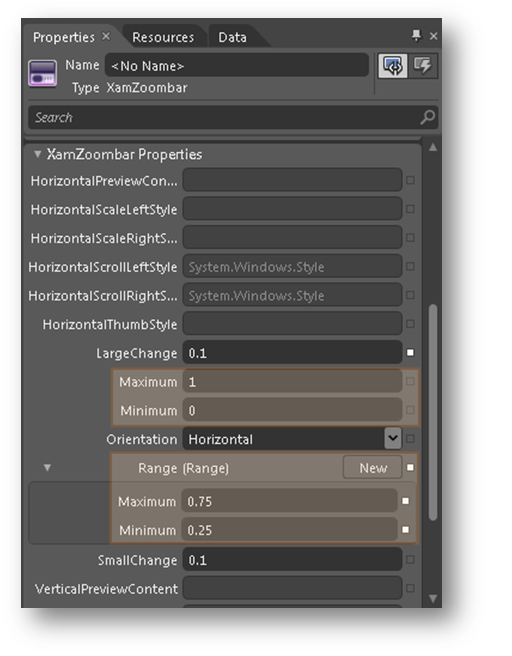 Properties × Resources Data
Name <No Name>
Type XamZoombar
Search
XamZoombar Properties
HorizontalPreviewCon...
HorizontalScaleLeftStyle
HorizontalScaleRightS...
HorizontalScrollLeftStyle System.Windows.Style
HorizontalScrollRightS... System.Windows.Style
HorizontalThumbStyle
LargeChange 0.1
Maximum 1
Minimum 0
Orientation Horizontal
Range (Range) New
Maximum 0.75
Minimum 0.25
SmallChange 0.1
VerticalPreviewContent